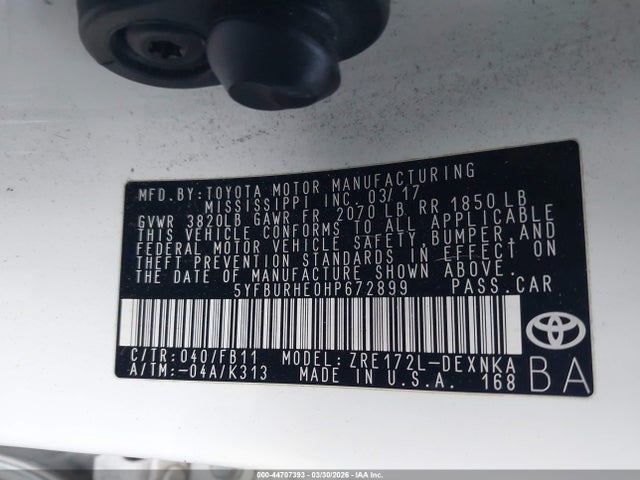 MFD.BY:TOYOTA MOTOR MANUFACTURING
MISSISSIPPI INC. 03/17
GVWR 3820LB GAWR FR 2070 LB RR 1850 LB
THIS VEHICLE CONFORMS TO ALL APPLICABLE
FEDERAL MOTOR VEHICLE SAFETY,BUMPER,AND
THEFT PREVENTION STANDARDS IN EFFECT ON
THE DATE OF MANUFACTURE SHOWN ABOVE.
5YFBURHE0HP672899 PASS.CAR
C/TR:040/FB11 MODEL:ZRE172L-DEXNKA
A/TM:-04A/K313 MADE IN U.S.A. 168
BA
000-44707393 - 03/30/2026 - IAA Inc.